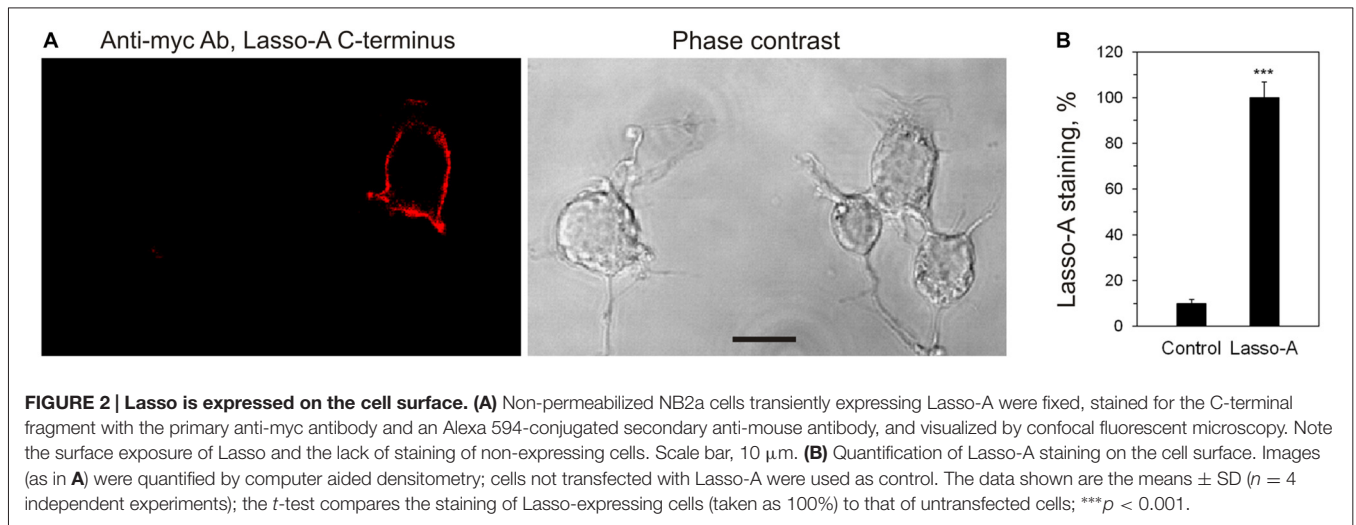 A Anti-myc Ab, Lasso-A C-terminus Phase contrast B
120
100
80
60
40
20
0
Lasso-A staining, %
***
Control Lasso-A
FIGURE 2 | Lasso is expressed on the cell surface. (A) Non-permeabilized NB2a cells transiently expressing Lasso-A were fixed, stained for the C-terminal
fragment with the primary anti-myc antibody and an Alexa 594-conjugated secondary anti-mouse antibody, and visualized by confocal fluorescent microscopy. Note
the surface exposure of Lasso and the lack of staining of non-expressing cells. Scale bar, 10 μm. (B) Quantification of Lasso-A staining on the cell surface. Images
(as in A) were quantified by computer aided densitometry; cells not transfected with Lasso-A were used as control. The data shown are the means ± SD (n = 4
independent experiments); the t-test compares the staining of Lasso-expressing cells (taken as 100%) to that of untransfected cells; ***p < 0.001.